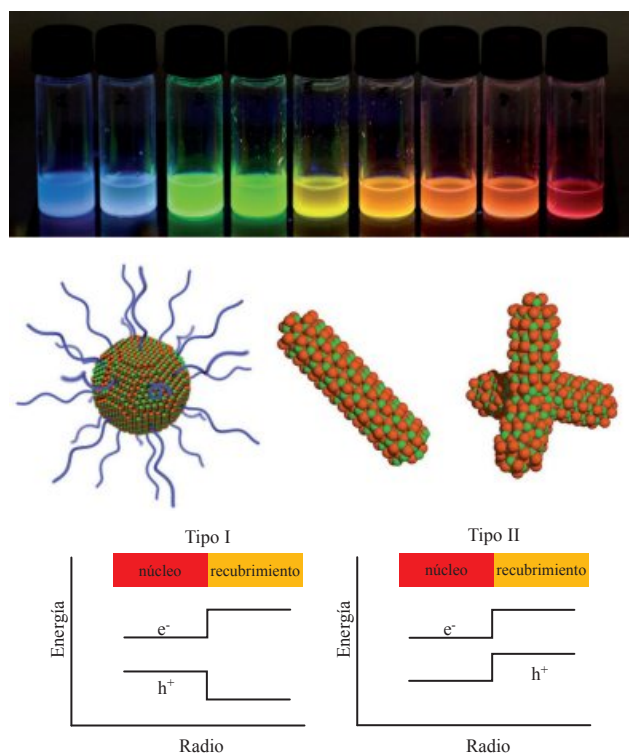 Tipo I
núcleo
recubrimiento
Energía
e⁻
h⁺
Radio
Tipo II
núcleo
recubrimiento
Energía
e⁻
h⁺
Radio